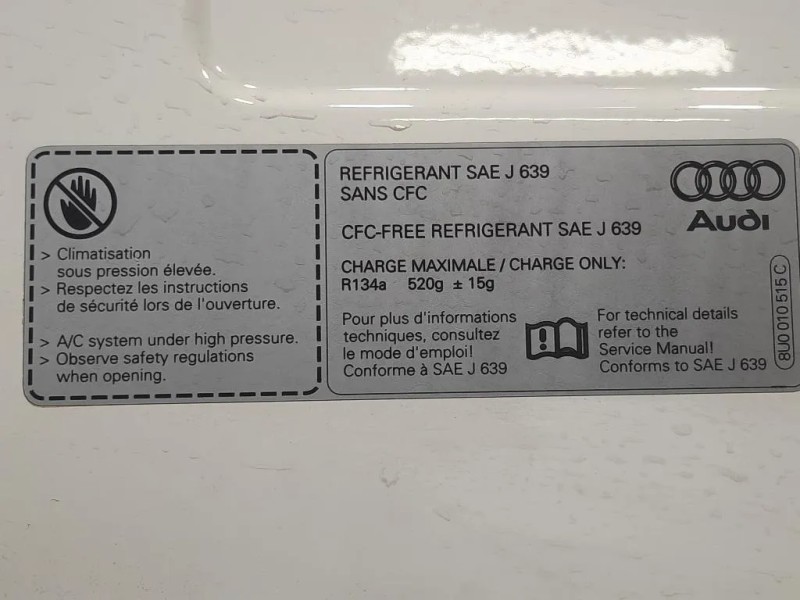 > Climatisation
sous pression élevée.
> Respectez les instructions
de sécurité lors de l'ouverture.
> A/C system under high pressure.
> Observe safety regulations
when opening.
REFRIGERANT SAE J 639
SANS CFC
CFC-FREE REFRIGERANT SAE J 639
CHARGE MAXIMALE / CHARGE ONLY:
R134a 520g ± 15g
Pour plus d'informations
techniques, consultez
le mode d'emploi!
Conforme à SAE J 639
For technical details
refer to the
Service Manual!
Conforms to SAE J 639
Audi
8U0 010 515 C